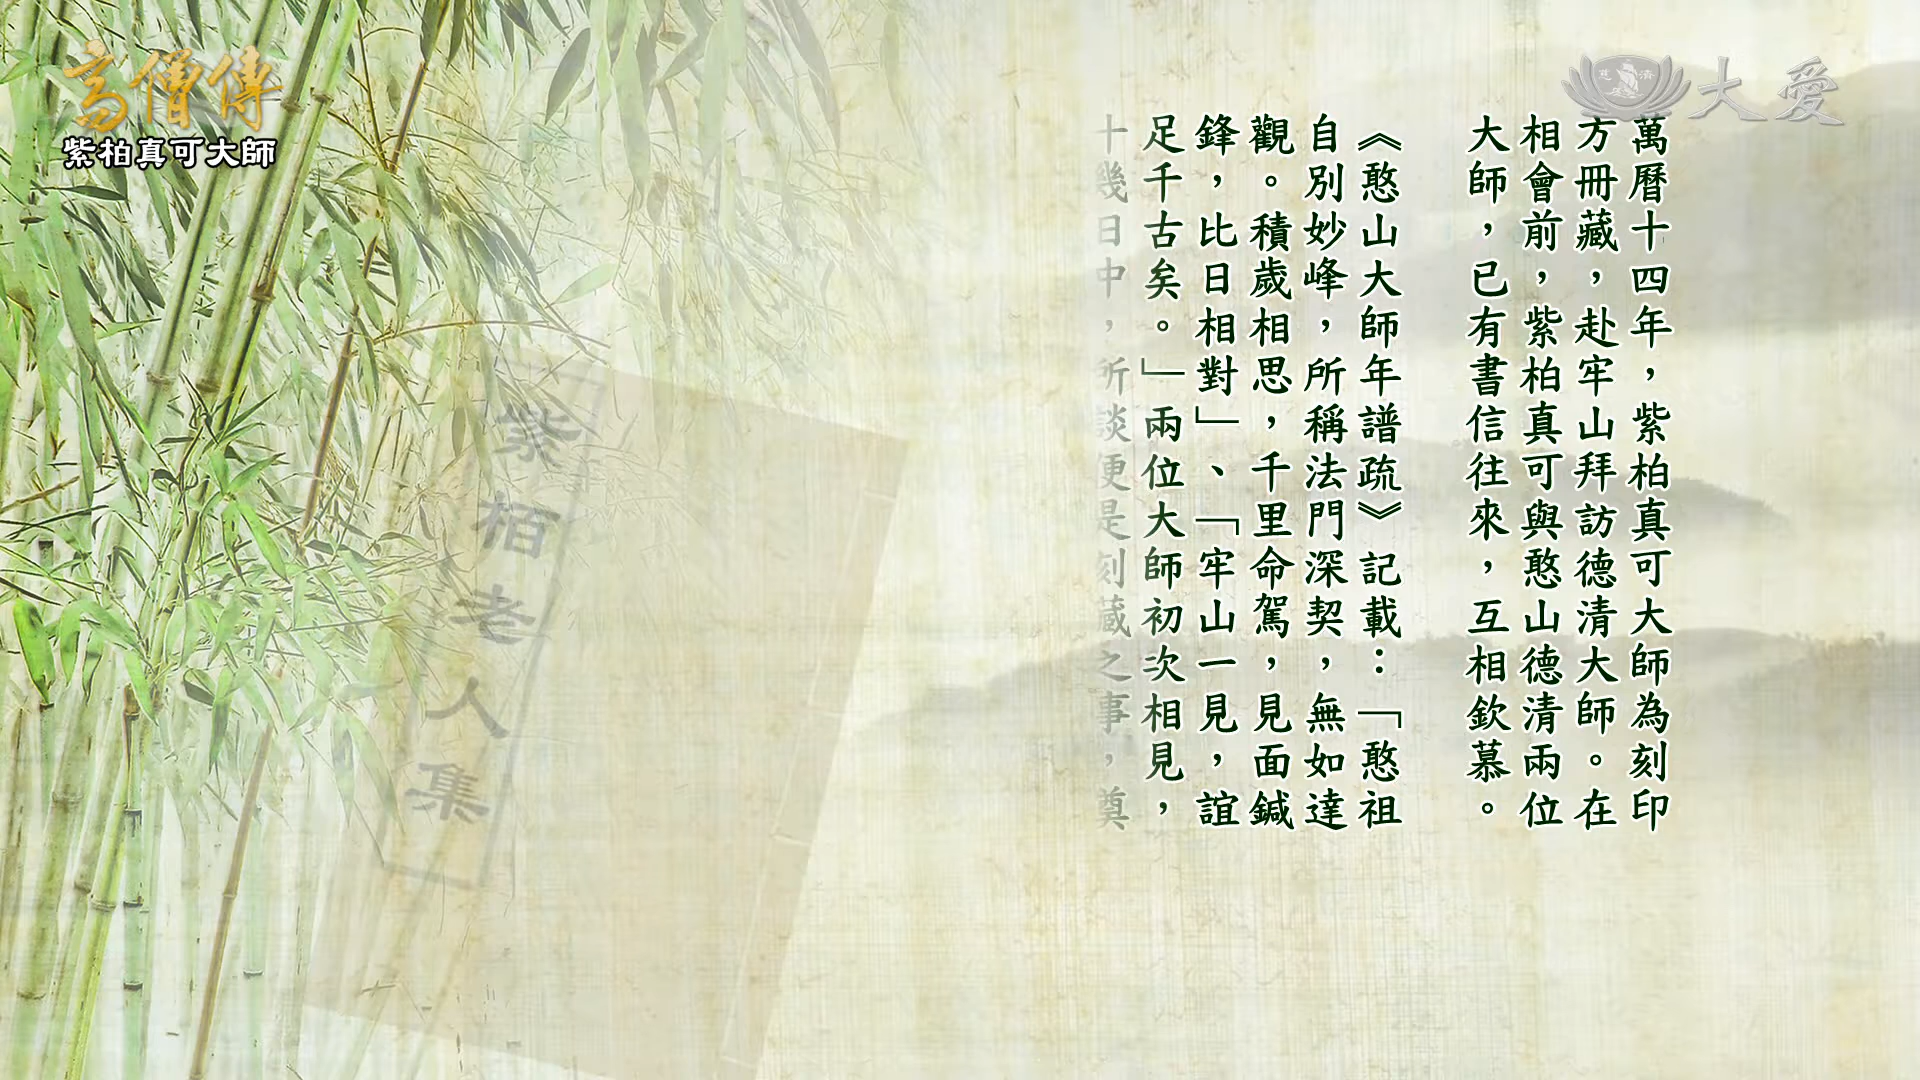 高僧傳
紫柏真可大師
大愛
萬曆十四年，紫柏真可大師為刻印
方冊藏，赴牢山拜訪德清大師。在
相會前，紫柏真可與憨山德清兩位
大師，已有書信往來，互相欽慕。
《憨山大師年譜疏》記載：「憨祖
自別妙峰，所稱法門深契，無如達
觀。積歲相思，千里命駕，見面鍼
鋒，比日相對」、「牢山一見，誼
足千古矣。」兩位大師初次相見，
十幾日中，所談便是刻藏之事，奠
紫栢老人集